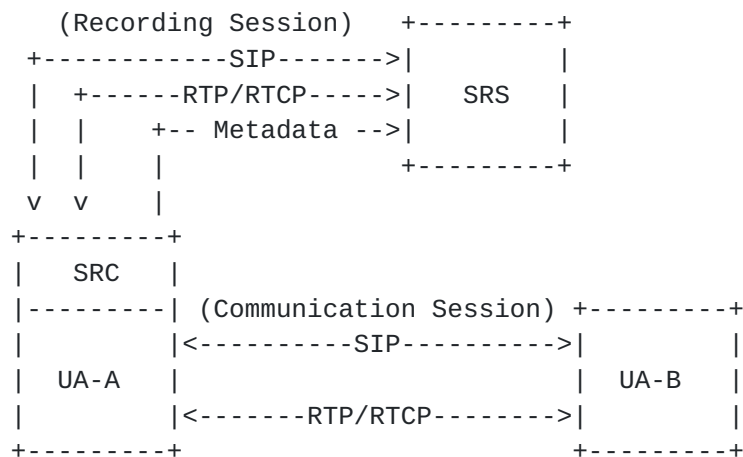 (Recording Session)    +---------+
 +------------SIP------->|         |
 |  +------RTP/RTCP----->|   SRS   |
 |  |    +-- Metadata -->|         |
 |  |    |               +---------+
 v  v    |
+---------+
|   SRC   |
|---------| (Communication Session) +---------+
|         |<----------SIP---------->|         |
|  UA-A   |                         |  UA-B   |
|         |<-------RTP/RTCP-------->|         |
+---------+                         +---------+